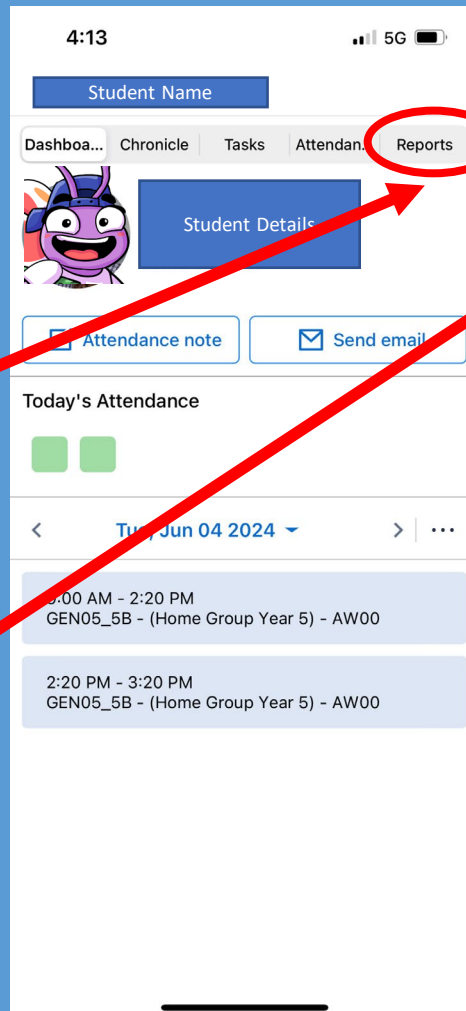 4:13
5G
Student Name
Dashboa... Chronicle Tasks Attendan... Reports
Student Details
Attendance note
Send email
Today's Attendance
Tue, Jun 04 2024
:00 AM - 2:20 PM
GEN05_5B - (Home Group Year 5) - AW00
2:20 PM - 3:20 PM
GEN05_5B - (Home Group Year 5) - AW00